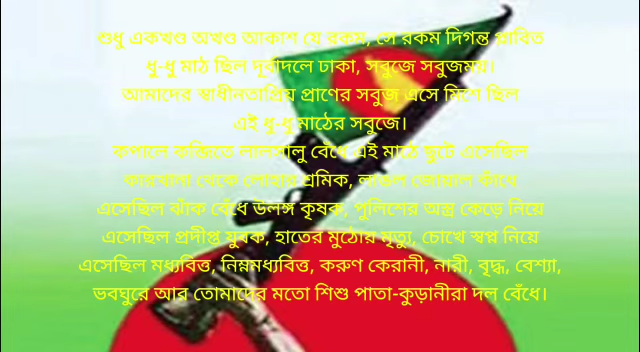 শুধু একখণ্ড অখণ্ড আকাশ যে রকম, সে রকম দিগন্ত প্লাবিত
ধু-ধু মাঠ ছিল দূর্বাদলে ঢাকা, সবুজে সবুজময়।
আমাদের স্বাধীনতাপ্রিয় প্রাণের সবুজ এসে মিশে ছিল
এই ধু-ধু মাঠের সবুজে।
কপালে কব্জিতে লালসালু বেঁধে এই মাঠে ছুটে এসেছিল
কারখানা থেকে লোহার শ্রমিক, লাঙল জোয়াল কাঁধে
এসেছিল ঝাঁক বেঁধে উলঙ্গ কৃষক, পুলিশের অস্ত্র কেড়ে নিয়ে
এসেছিল প্রদীপ্ত যুবক, হাতের মুঠোয় মৃত্যু, চোখে স্বপ্ন নিয়ে
এসেছিল মধ্যবিত্ত, নিম্নমধ্যবিত্ত, করুণ কেরানী, নারী, বৃদ্ধ, বেশ্যা,
ভবঘুরে আর তোমাদের মতো শিশু পাতা-কুড়ানীরা দল বেঁধে।